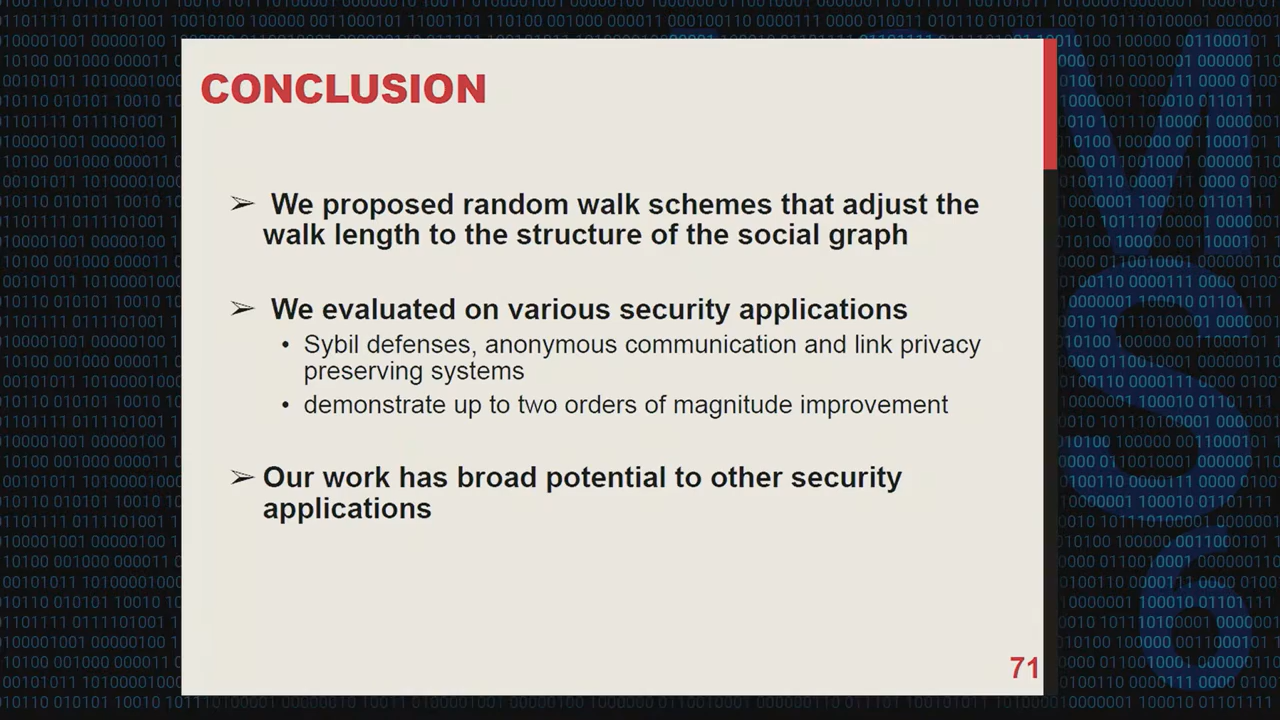 CONCLUSION
➢ We proposed random walk schemes that adjust the
walk length to the structure of the social graph
➢ We evaluated on various security applications
• Sybil defenses, anonymous communication and link privacy
preserving systems
• demonstrate up to two orders of magnitude improvement
➢ Our work has broad potential to other security
applications
71